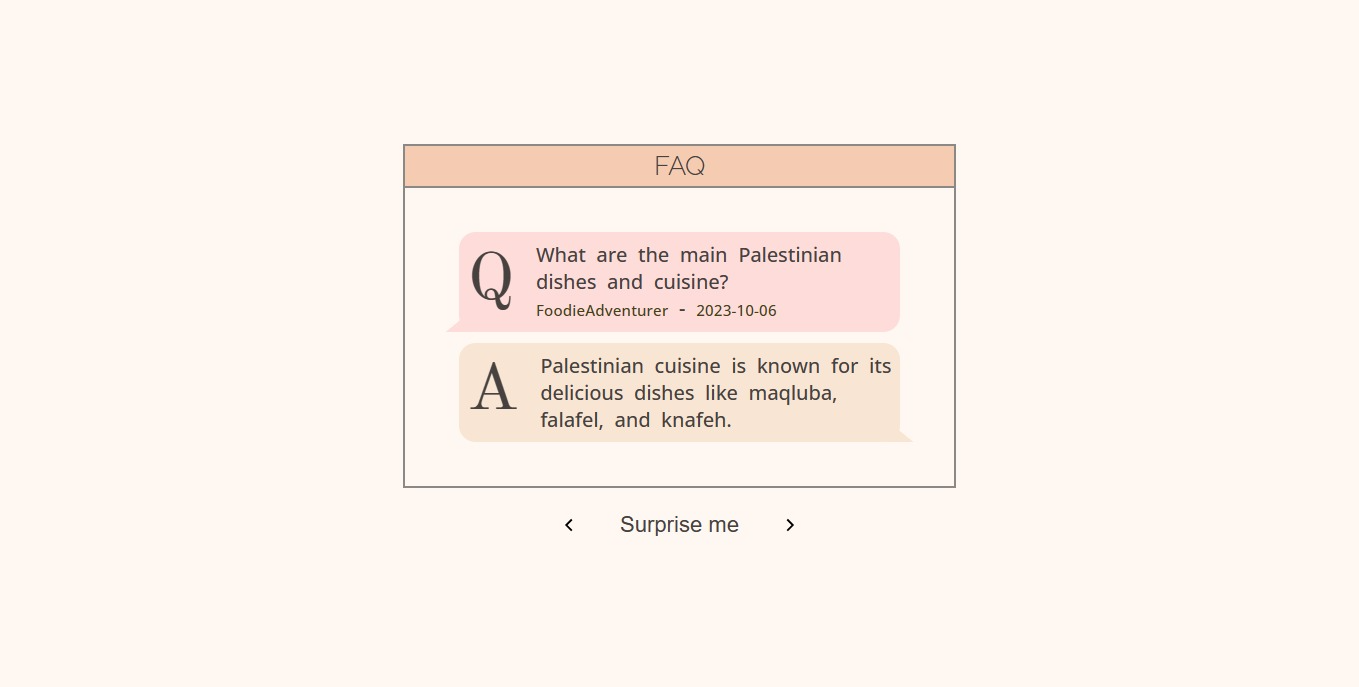 FAQ
Q
What are the main Palestinian
dishes and cuisine?
FoodieAdventurer - 2023-10-06
A
Palestinian cuisine is known for its
delicious dishes like maqluba,
falafel, and knafeh.
Surprise me